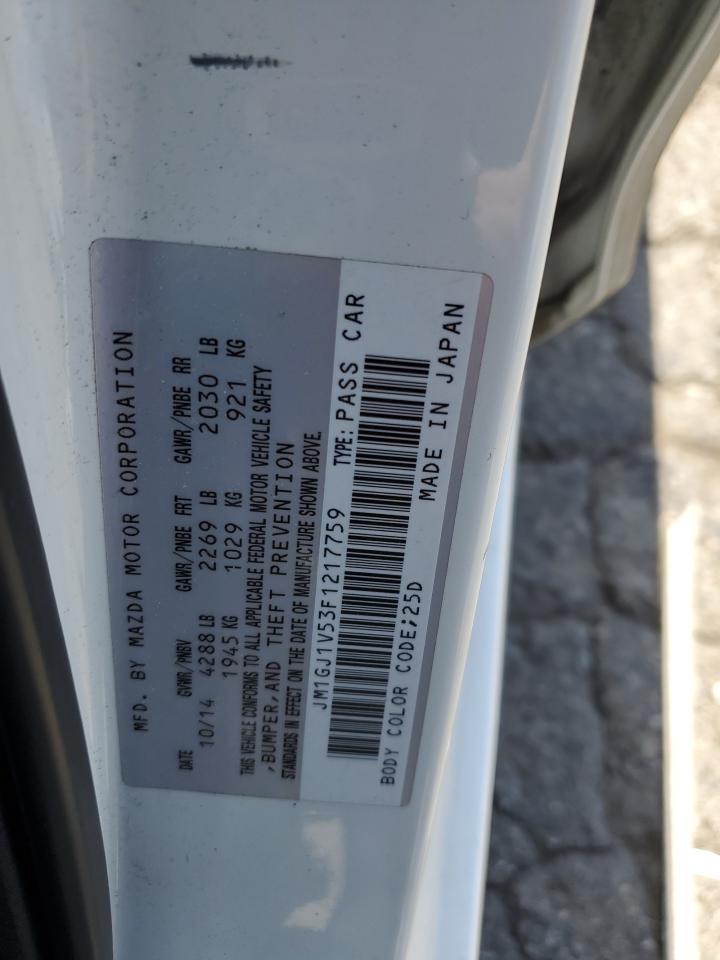 MFD. BY MAZDA MOTOR CORPORATION
DATE GVWR/PNBV GAWR/PNBE FRT GAWR/PNBE RR
10/14 4288 LB 2269 LB 2030 LB
1945 KG 1029 KG 921 KG
THIS VEHICLE CONFORMS TO ALL APPLICABLE FEDERAL MOTOR VEHICLE SAFETY
,BUMPER, AND THEFT PREVENTION
STANDARDS IN EFFECT ON THE DATE OF MANUFACTURE SHOWN ABOVE.
JM1GJ1V53F1217759 TYPE: PASS CAR
BODY COLOR CODE;25D MADE IN JAPAN